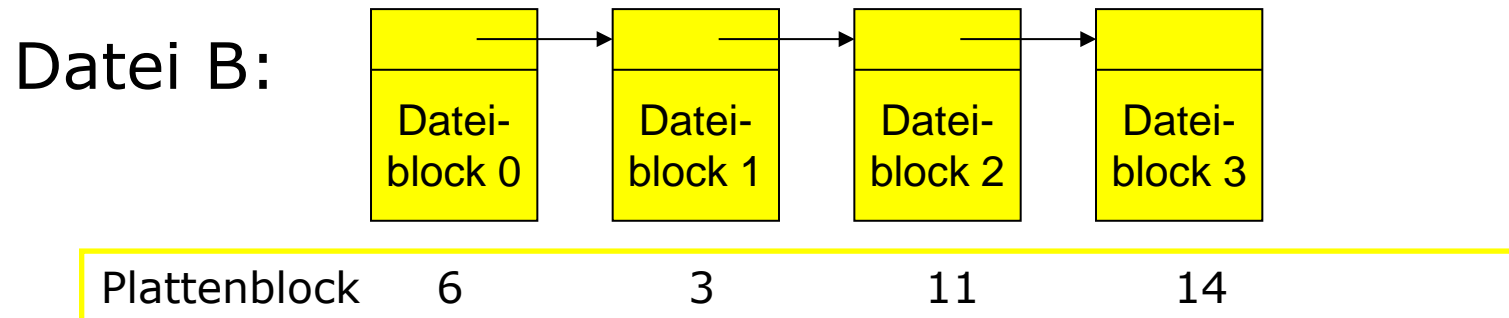 Datei B:
Datei-
block 0
Datei-
block 1
Datei-
block 2
Datei-
block 3
Plattenblock 6 3 11 14